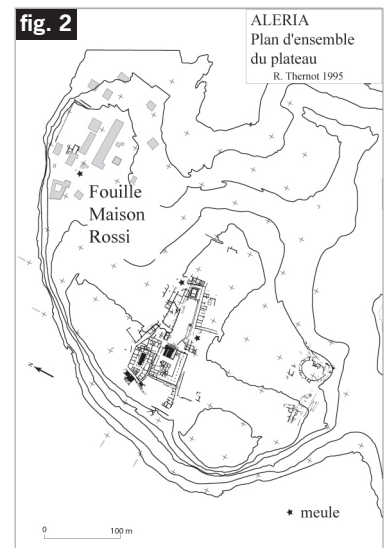 fig. 2
ALERIA
Plan d'ensemble
du plateau
R. Thernot 1995
Fouille
Maison
Rossi
N
meule
0 100 m